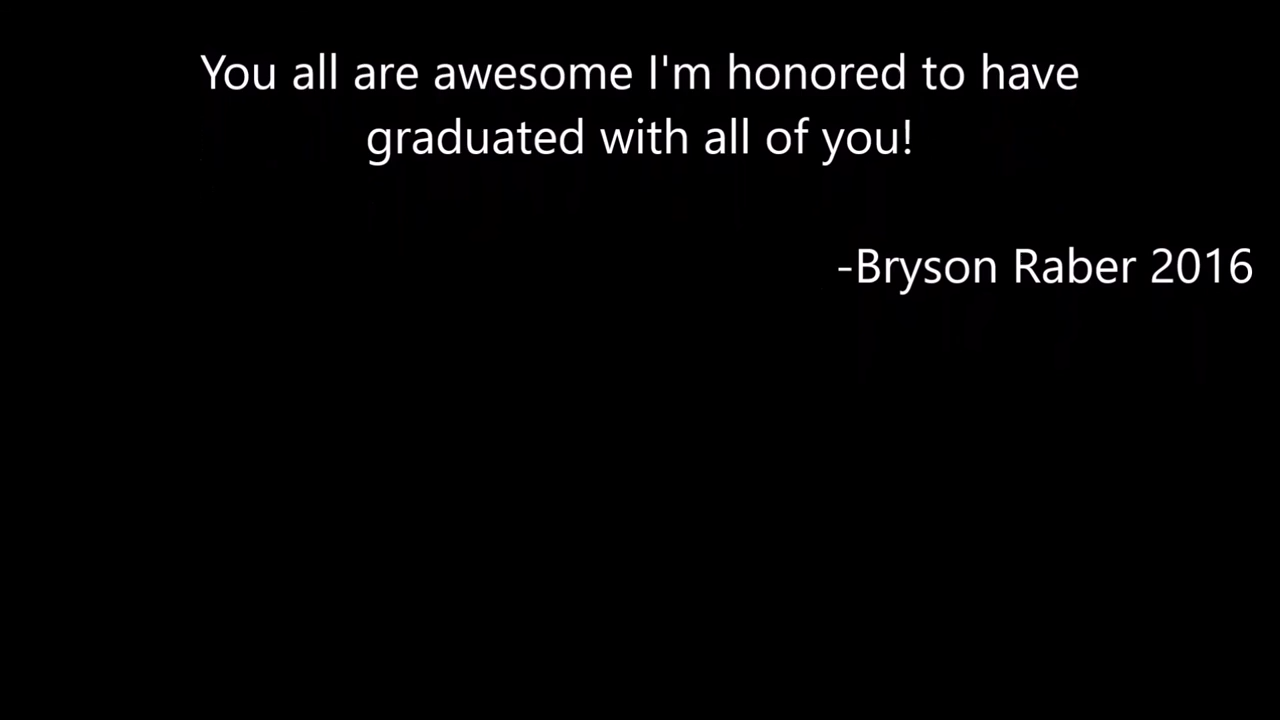 You all are awesome I'm honored to have
graduated with all of you!
-Bryson Raber 2016